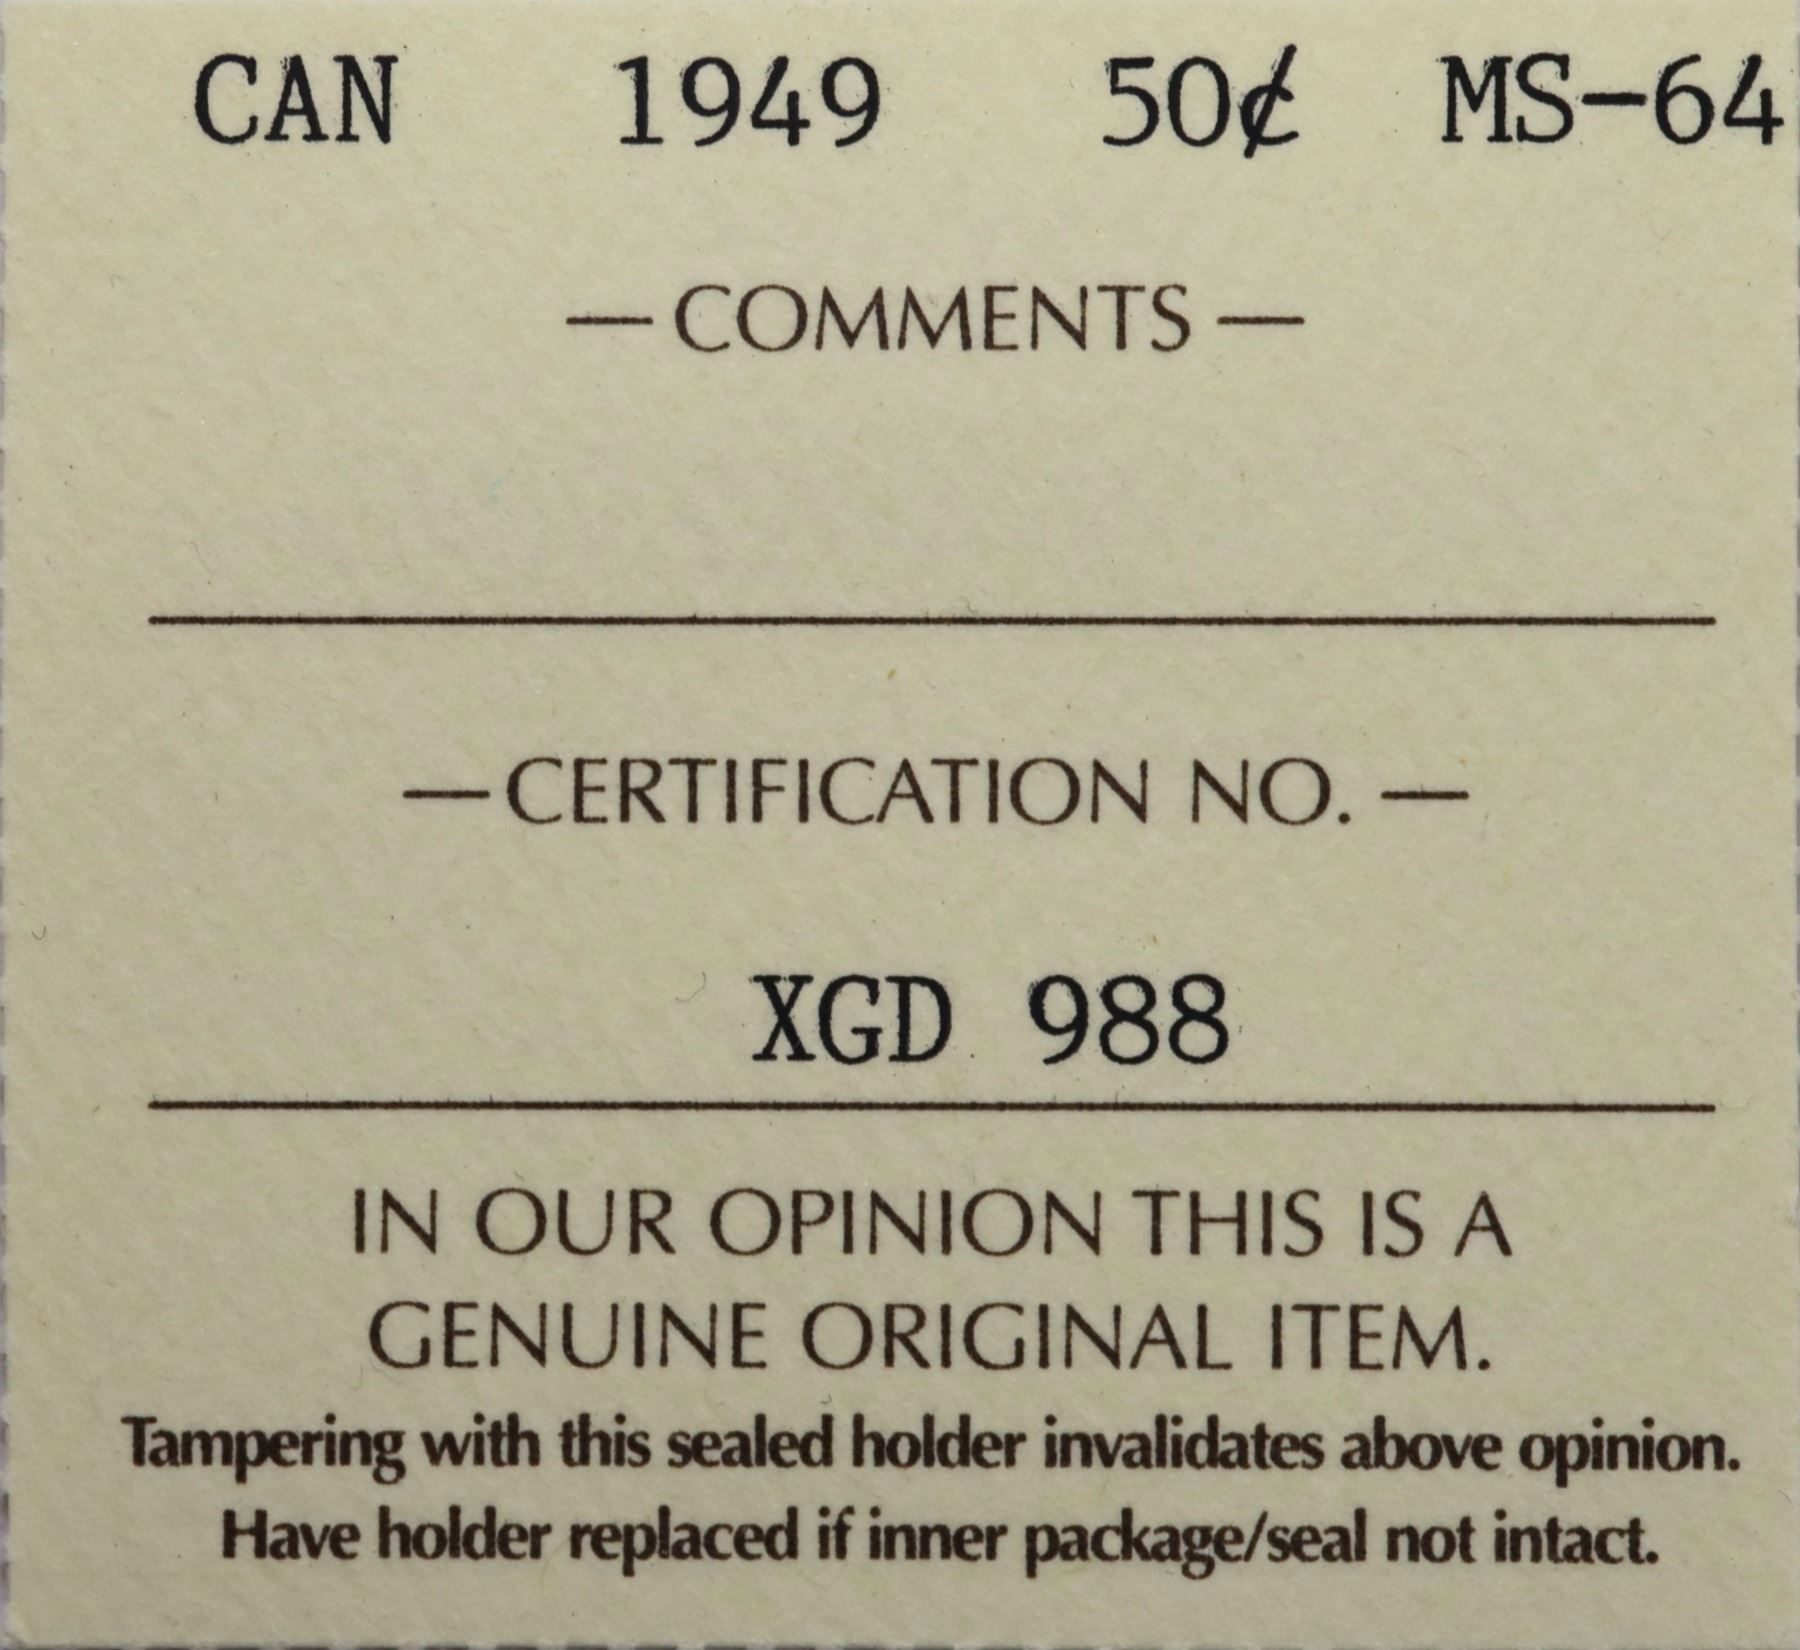 CAN 1949 50¢ MS-64
— COMMENTS —
— CERTIFICATION NO. —
XGD 988
IN OUR OPINION THIS IS A
GENUINE ORIGINAL ITEM.
Tampering with this sealed holder invalidates above opinion.
Have holder replaced if inner package/seal not intact.